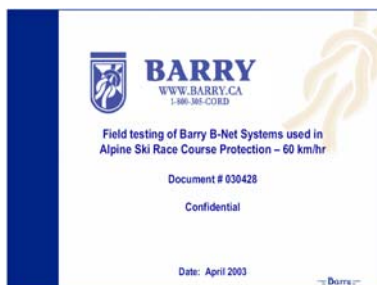 BARRY
WWW.BARRY.CA
1-800-305-CORD
Field testing of Barry B-Net Systems used in
Alpine Ski Race Course Protection – 60 km/hr
Document # 030428
Confidential
Date: April 2003
Barry